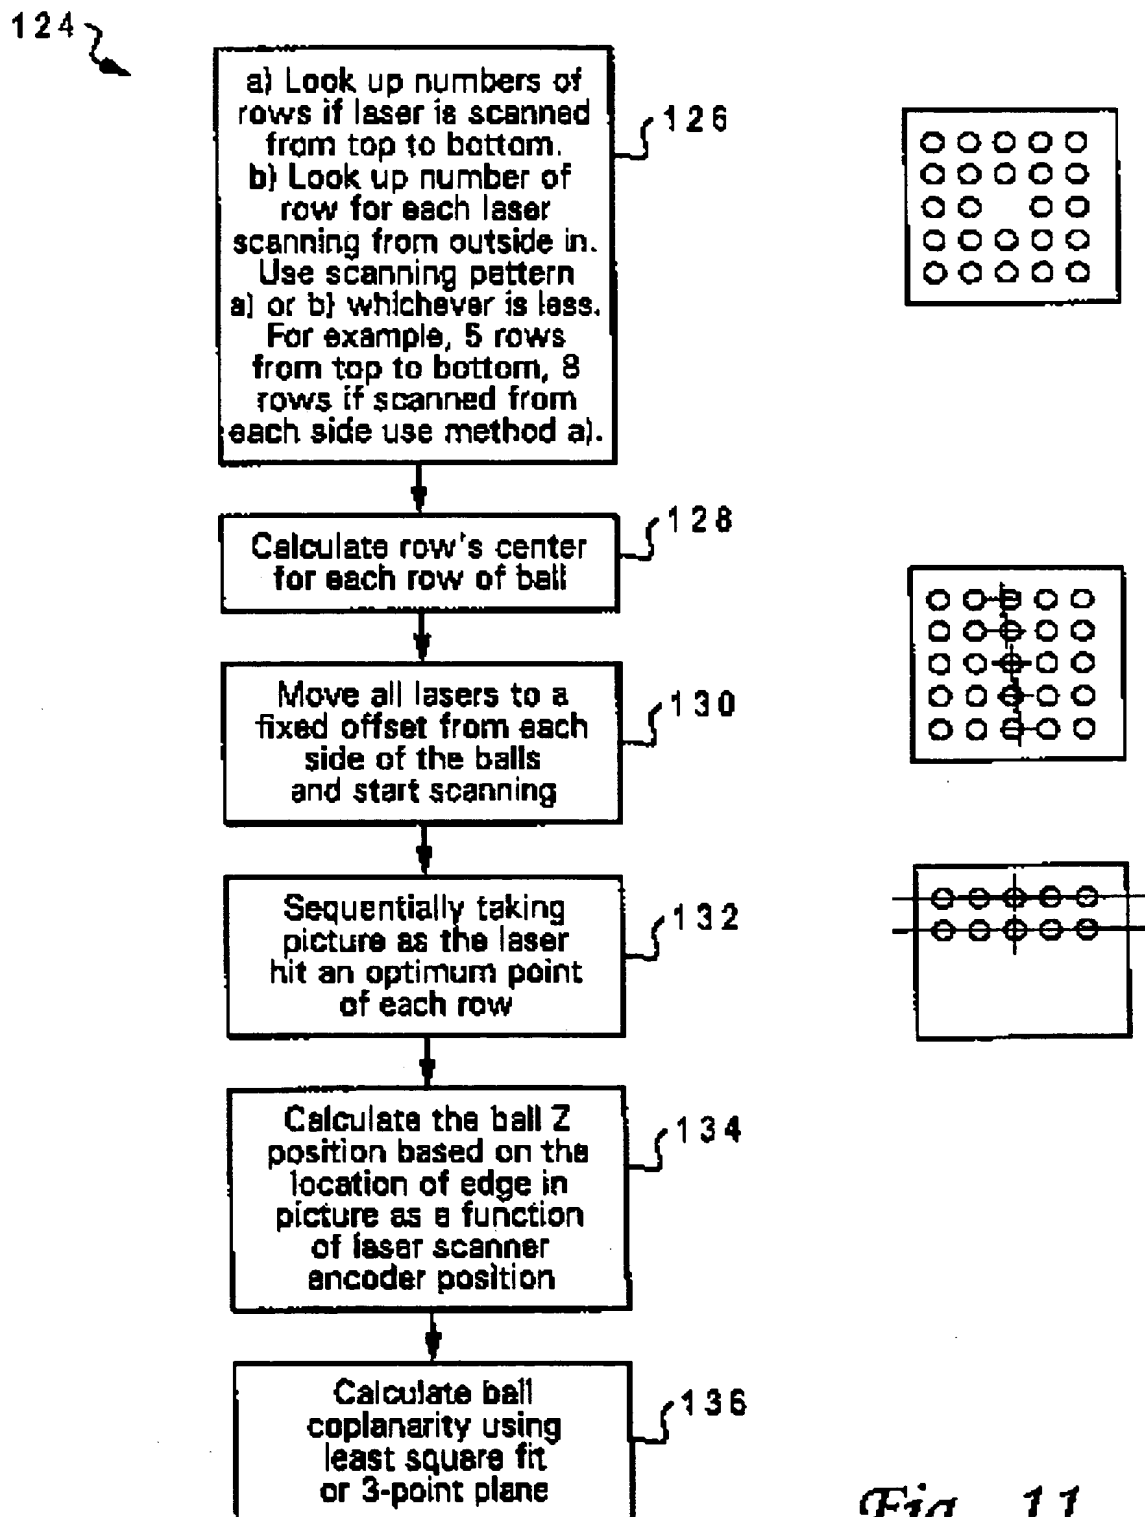 124
a) Look up numbers of
rows if laser is scanned
from top to bottom.
b) Look up number of
row for each laser
scanning from outside in.
Use scanning pattern
a) or b) whichever is less.
For example, 5 rows
from top to bottom, 8
rows if scanned from
each side use method a).
126
Calculate row's center
for each row of ball
128
Move all lasers to a
fixed offset from each
side of the balls
and start scanning
130
Sequentially taking
picture as the laser
hit an optimum point
of each row
132
Calculate the ball Z
position based on the
location of edge in
picture as a function
of laser scanner
encoder position
134
Calculate ball
coplanarity using
least square fit
or 3-point plane
136
Fig. 11